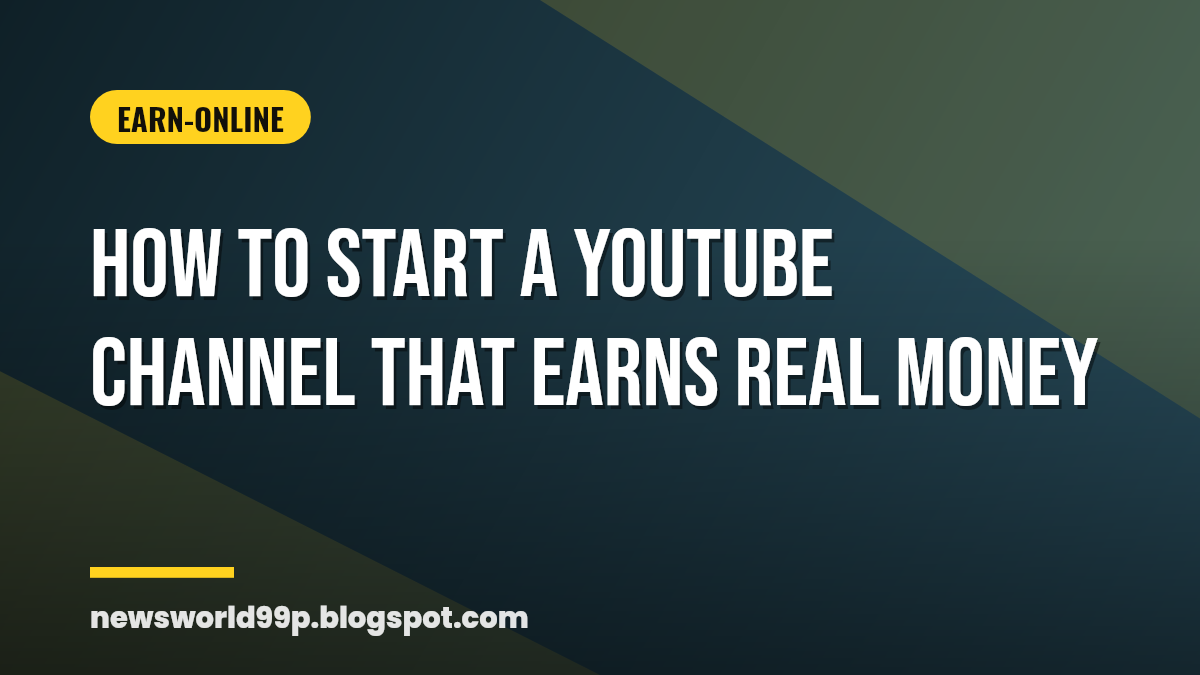 EARN-ONLINE
HOW TO START A YOUTUBE
CHANNEL THAT EARNS REAL MONEY
newsworld99p.blogspot.com